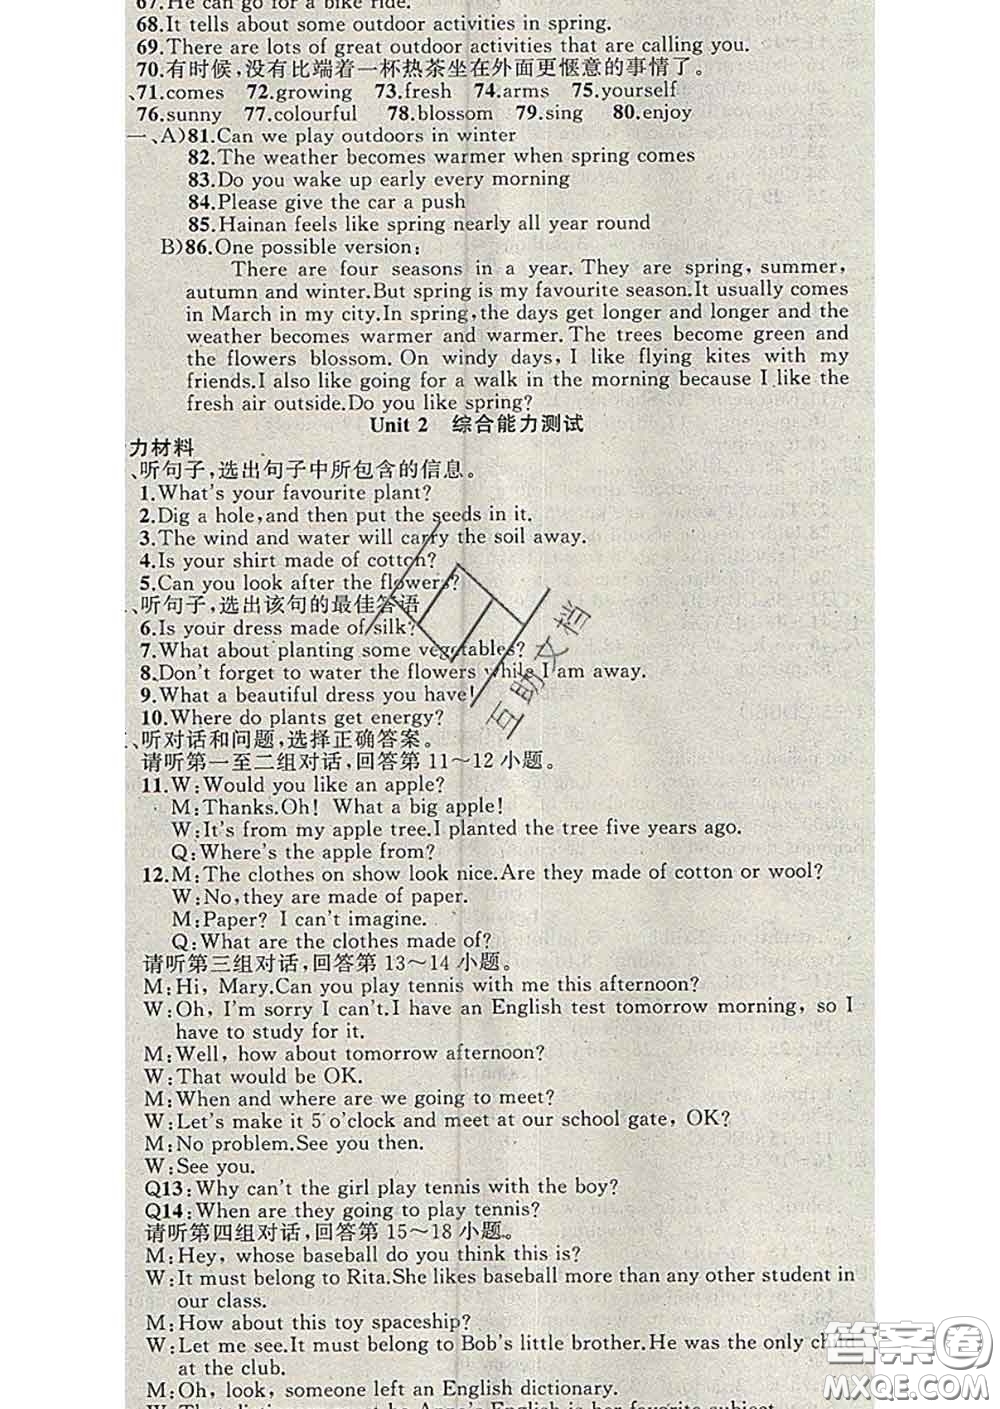 67.He can go for a bike ride.
68.It tells about some outdoor activities in spring.
69.There are lots of great outdoor activities that are calling you.
70.有时候,没有比端着一杯热茶坐在外面更惬意的事情了。
、71.comes 72.growing 73.fresh 74.arms 75.yourself
76.sunny 77.colourful 78.blossom 79.sing 80.enjoy
一、A)81.Can we play outdoors in winter
82.The weather becomes warmer when spring comes
83.Do you wake up early every morning
84.Please give the car a push
85.Hainan feels like spring nearly all year round
B)86.One possible version:
There are four seasons in a year. They are spring, summer,
autumn and winter.But spring is my favourite season.It usually comes
in March in my city.In spring,the days get longer and longer and the
weather becomes warmer and warmer. The trees become green and
the flowers blossom. On windy days, I like flying kites with my
friends.I also like going for a walk in the morning because I like the
fresh air outside.Do you like spring?
Unit 2 综合能力测试
力材料
、听句子,选出句子中所包含的信息。
1.What's your favourite plant?
2.Dig a hole,and then put the seeds in it.
3.The wind and water will carry the soil away.
4.Is your shirt made of cotton?
5.Can you look after the flowers?
、听句子,选出该句的最佳答语
6.Is your dress made of silk?
7.What about planting some vegetables?
8.Don't forget to water the flowers while I am away.
9.What a beautiful dress you have!
10.Where do plants get energy?
、听对话和问题,选择正确答案。
请听第一至二组对话,回答第11～12小题。
11.W:Would you like an apple?
M:Thanks.Oh! What a big apple!
W:It's from my apple tree.I planted the tree five years ago.
Q:Where's the apple from?
12.M:The clothes on show look nice.Are they made of cotton or wool?
W:No,they are made of paper.
M:Paper? I can't imagine.
Q:What are the clothes made of?
请听第三组对话,回答第13～14小题。
M:Hi, Mary.Can you play tennis with me this afternoon?
W:Oh, I'm sorry I can't.I have an English test tomorrow morning, so I
have to study for it.
M:Well, how about tomorrow afternoon?
W:That would be OK.
M:When and where are we going to meet?
W:Let's make it 5 o'clock and meet at our school gate, OK?
M:No problem.See you then.
W:See you.
Q13:Why can't the girl play tennis with the boy?
Q14:When are they going to play tennis?
请听第四组对话,回答第15～18小题。
M:Hey, whose baseball do you think this is?
W:It must belong to Rita.She likes baseball more than any other student in
our class.
M:How about this toy spaceship?
W:Let me see.It must belong to Bob's little brother.He was the only child
at the club.
M:Oh, look, someone left an English dictionary.
互助文档
答案圈
MXQE.COM